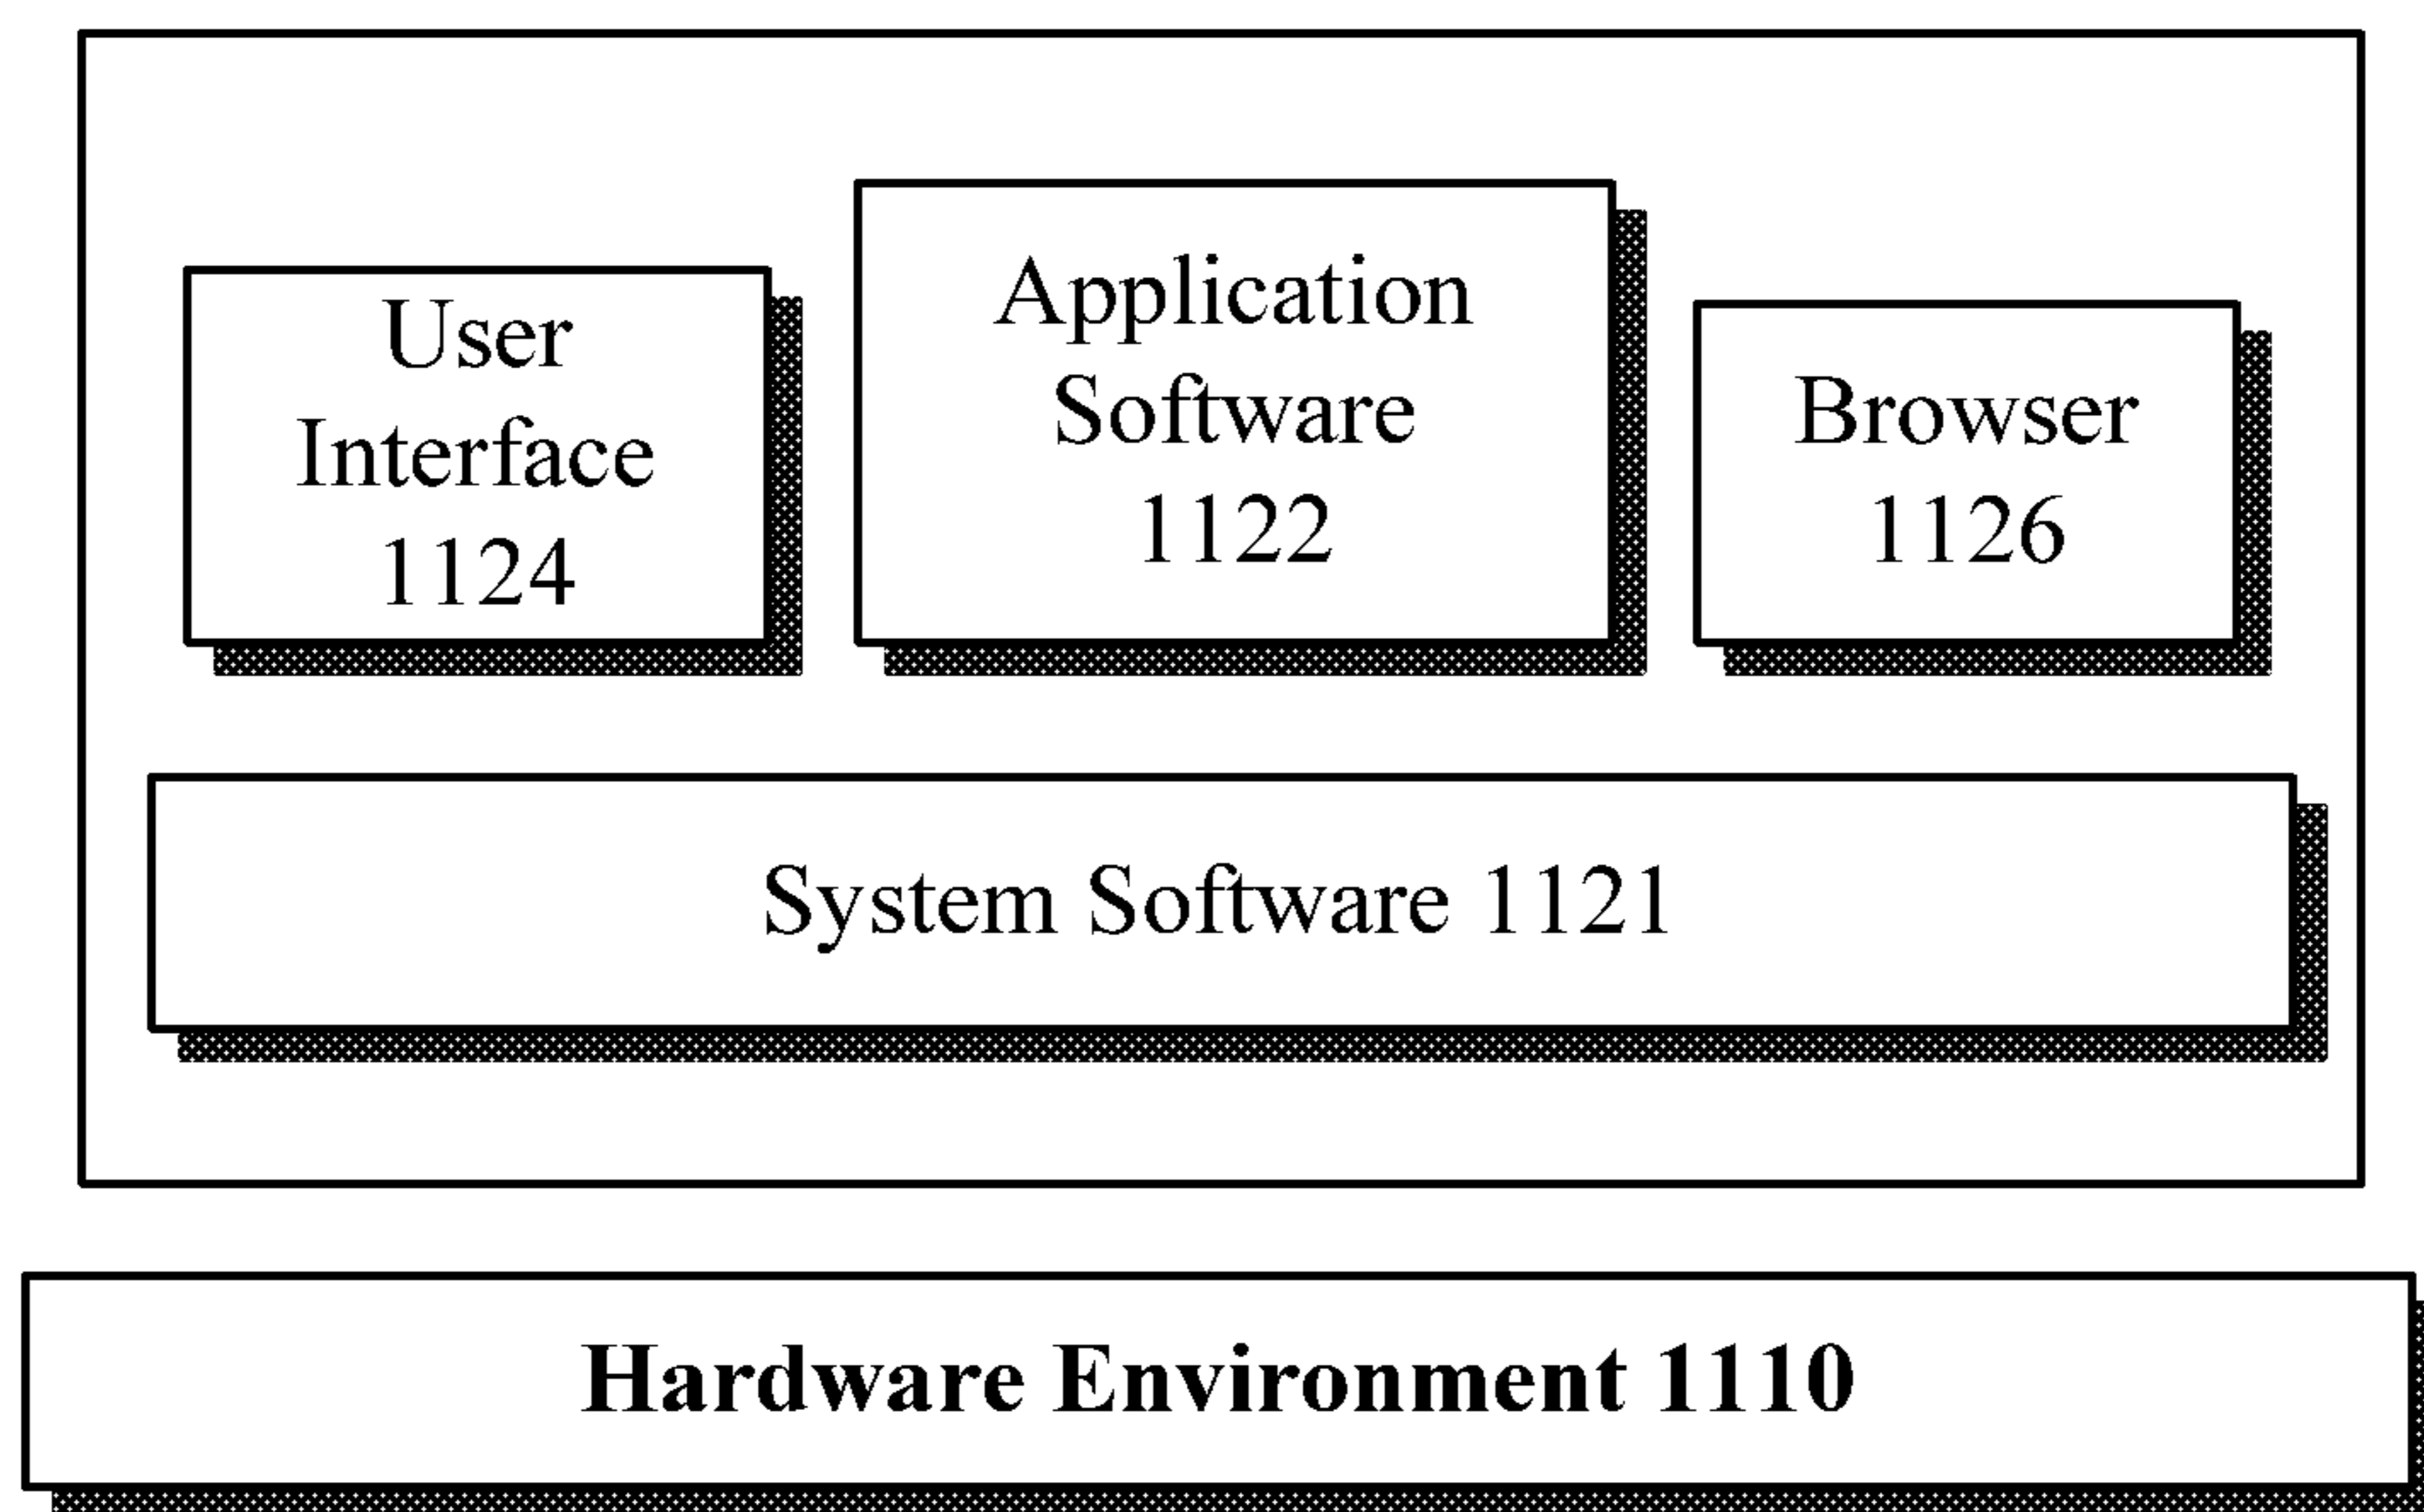 User
Interface
1124
Application
Software
1122
Browser
1126
System Software 1121
Hardware Environment 1110